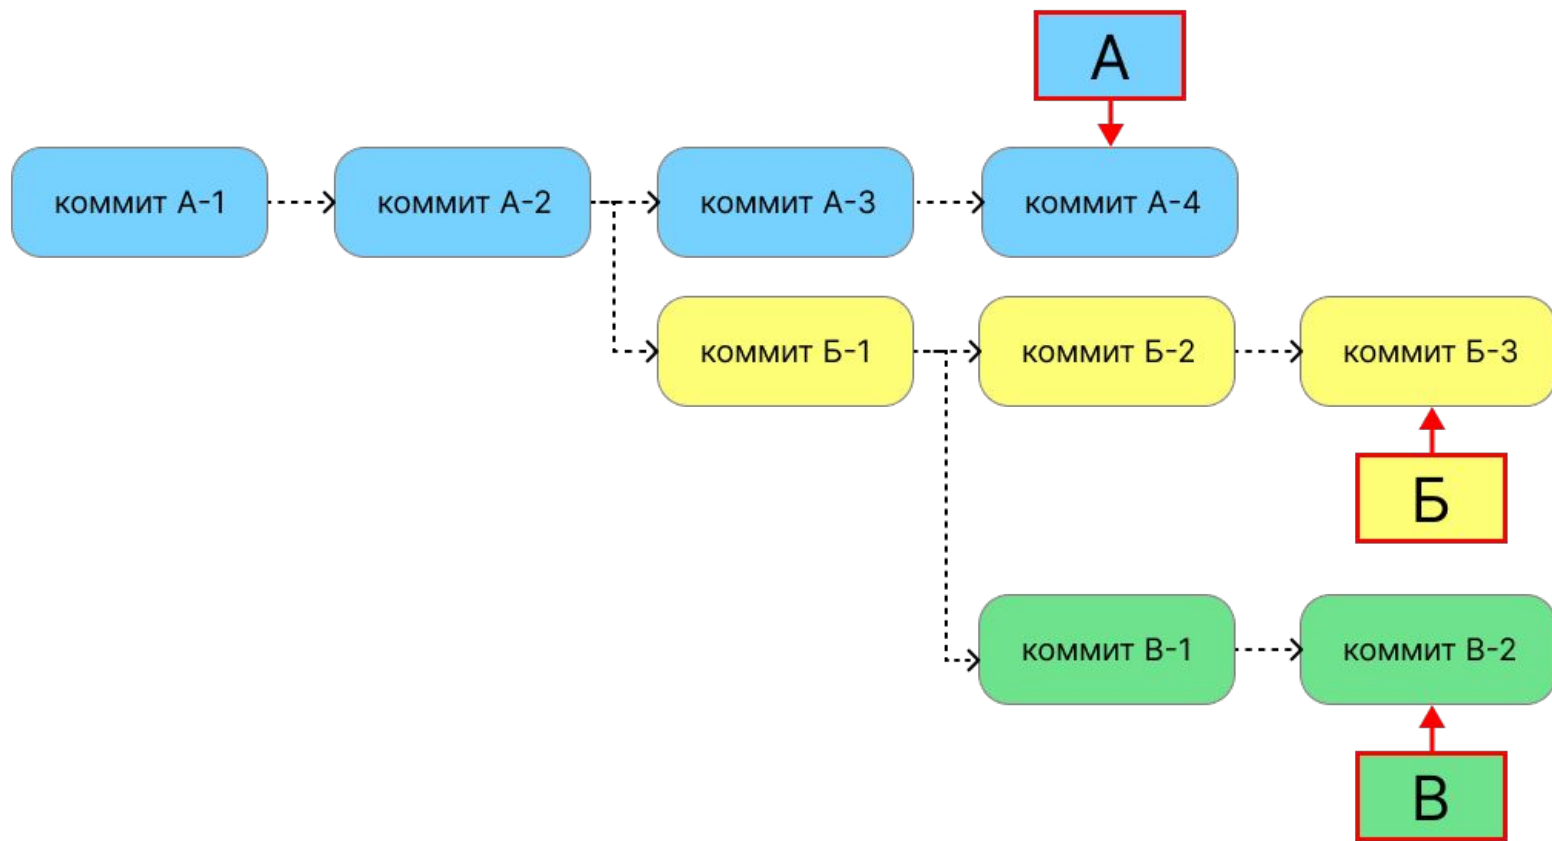 А
коммит А-1
коммит А-2
коммит А-3
коммит А-4
коммит Б-1
коммит Б-2
коммит Б-3
Б
коммит В-1
коммит В-2
В